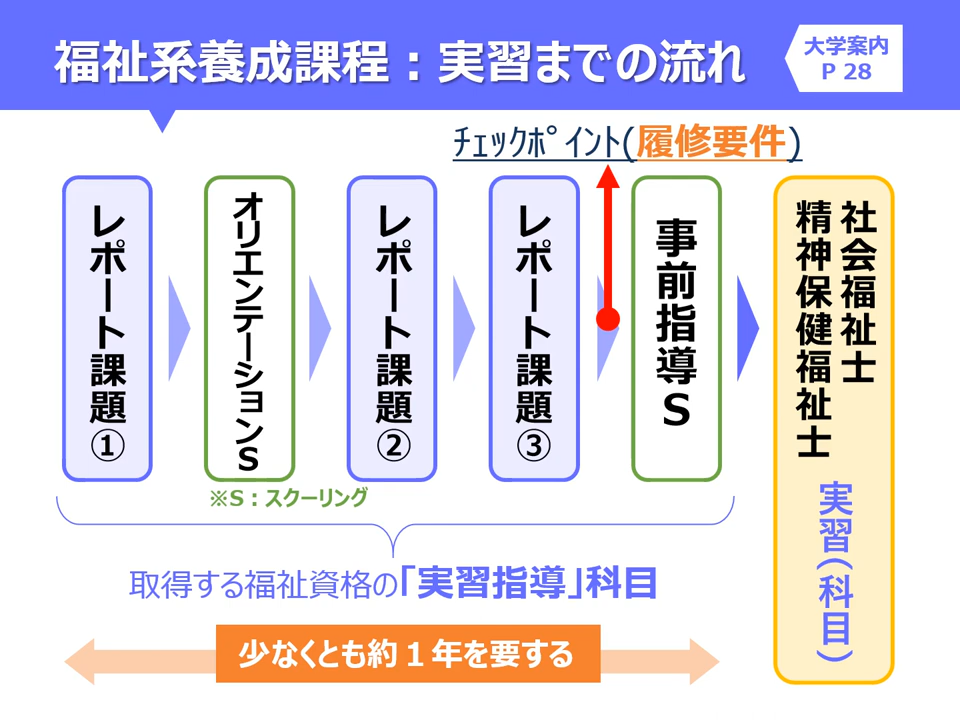 福祉系養成課程：実習までの流れ
大学案内
P 28
ﾁｪｯｸﾎﾟｲﾝﾄ(履修要件)
レポート課題①
オリエンテーションS
レポート課題②
レポート課題③
事前指導S
社会福祉士
精神保健福祉士
実習(科目)
※S：スクーリング
取得する福祉資格の｢実習指導｣科目
少なくとも約１年を要する